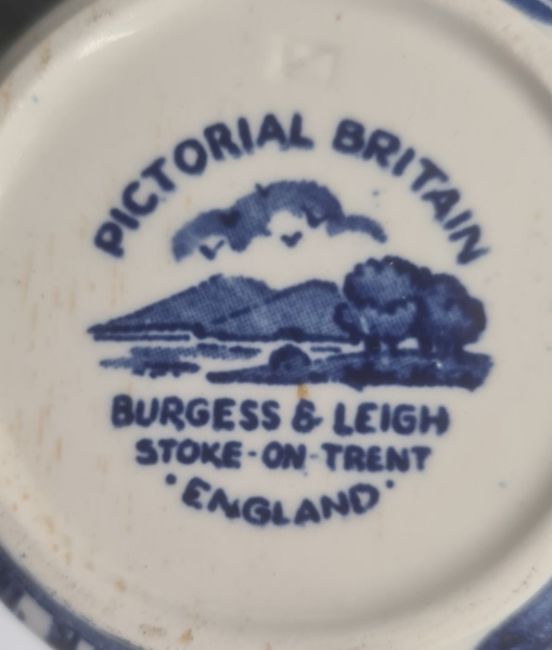 PICTORIAL BRITAIN
BURGESS & LEIGH
STOKE-ON-TRENT
·ENGLAND·